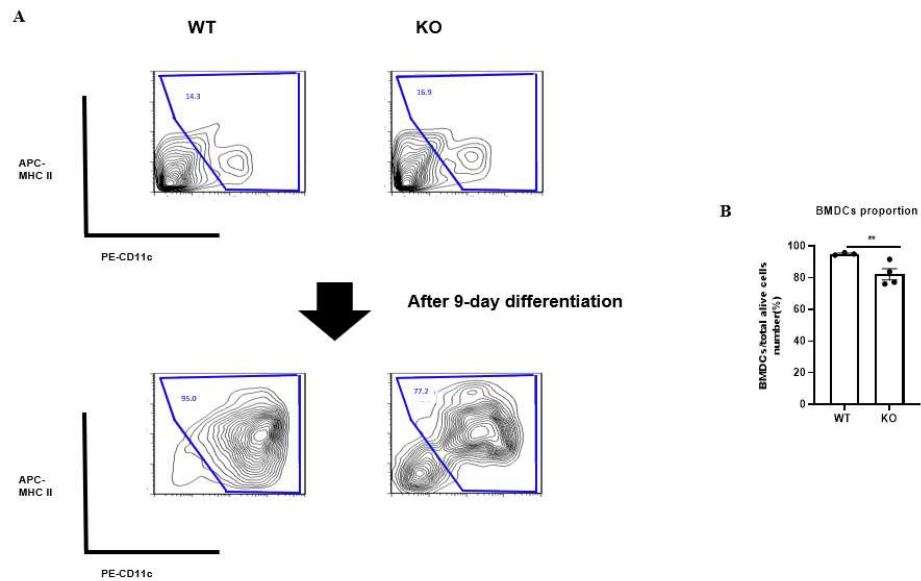 A
WT
KO
14.3
16.9
APC-
MHC II
PE-CD11c
After 9-day differentiation
95.0
77.2
APC-
MHC II
PE-CD11c
B
BMDCs proportion
**
BMDCs/total alive cells
number(%)
100
80
60
40
20
0
WT
KO